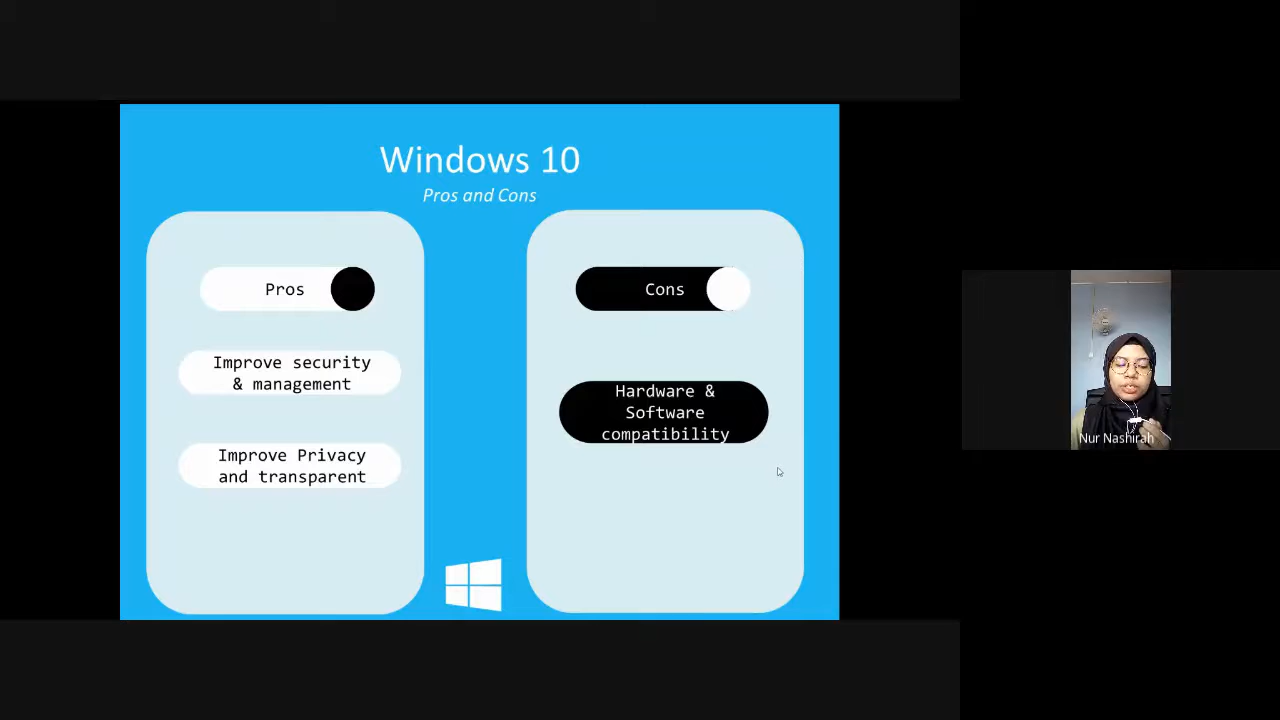 Windows 10
Pros and Cons
Pros
Improve security
& management
Improve Privacy
and transparent
Cons
Hardware &
Software
compatibility
Nur Nashirah